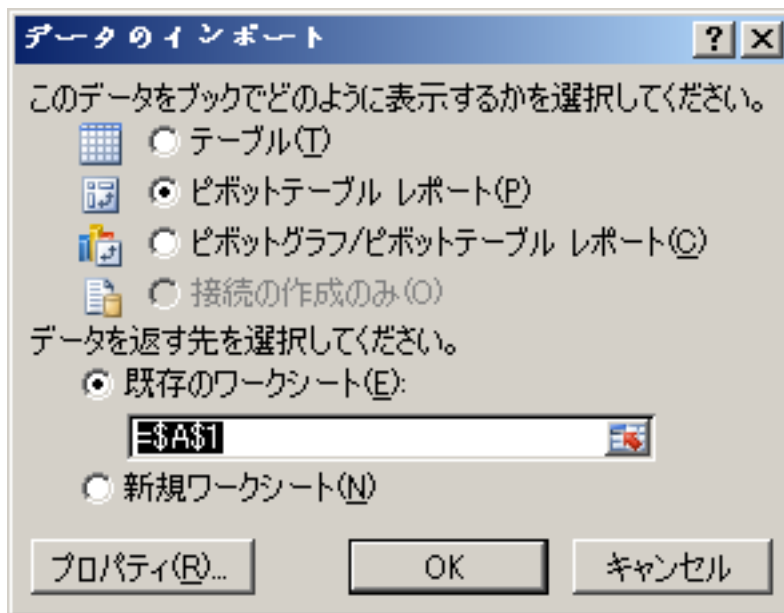 データのインポート
このデータをブックでどのように表示するかを選択してください。
テーブル(T)
ピボットテーブル レポート(P)
ピボットグラフ/ピボットテーブル レポート(C)
接続の作成のみ(O)
データを返す先を選択してください。
既存のワークシート(E):
=$A$1
新規ワークシート(N)
プロパティ(R)... OK キャンセル